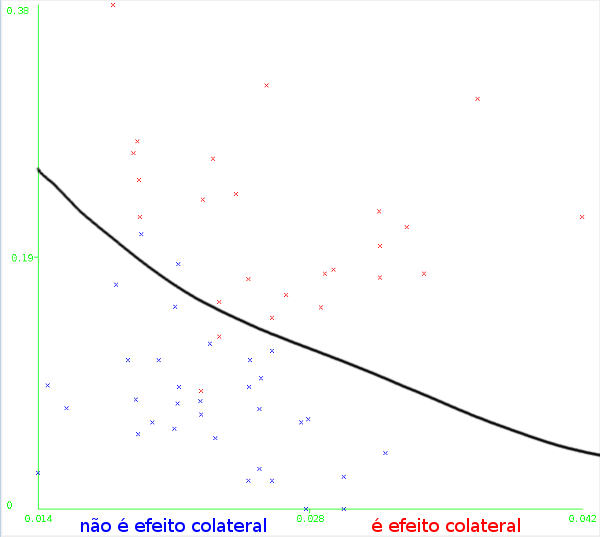 0.38
0.19
0
0.014 0.028 0.042
não é efeito colateral é efeito colateral